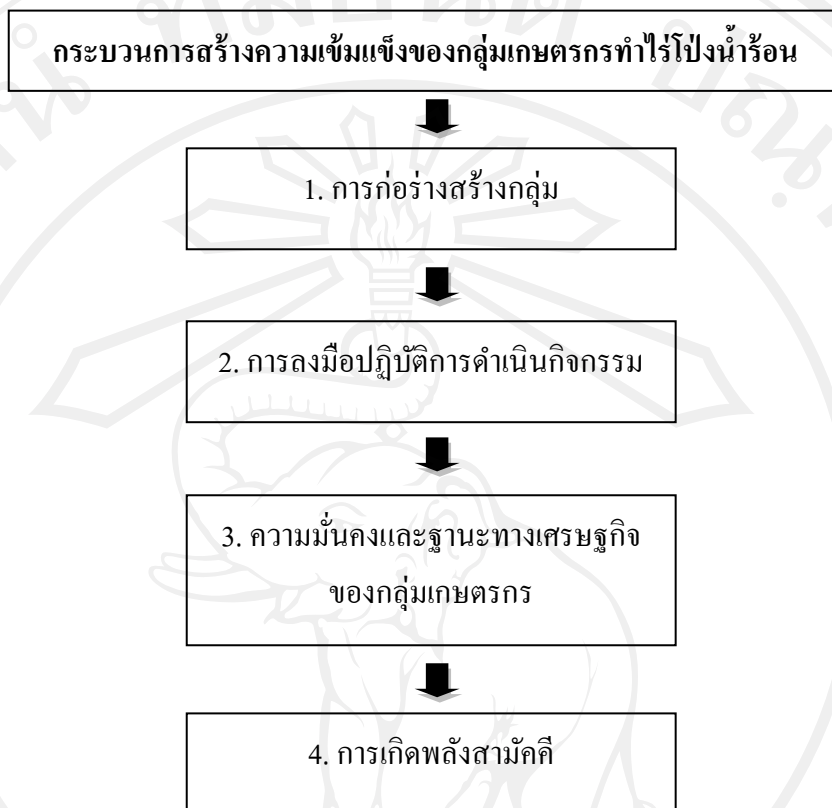 กระบวนการสร้างความเข้มแข็งของกลุ่มเกษตรกรทำไร่โป่งน้ำร้อน
1. การก่อร่างสร้างกลุ่ม
2. การลงมือปฏิบัติการดำเนินกิจกรรม
3. ความมั่นคงและฐานะทางเศรษฐกิจ
ของกลุ่มเกษตรกร
4. การเกิดพลังสามัคคี